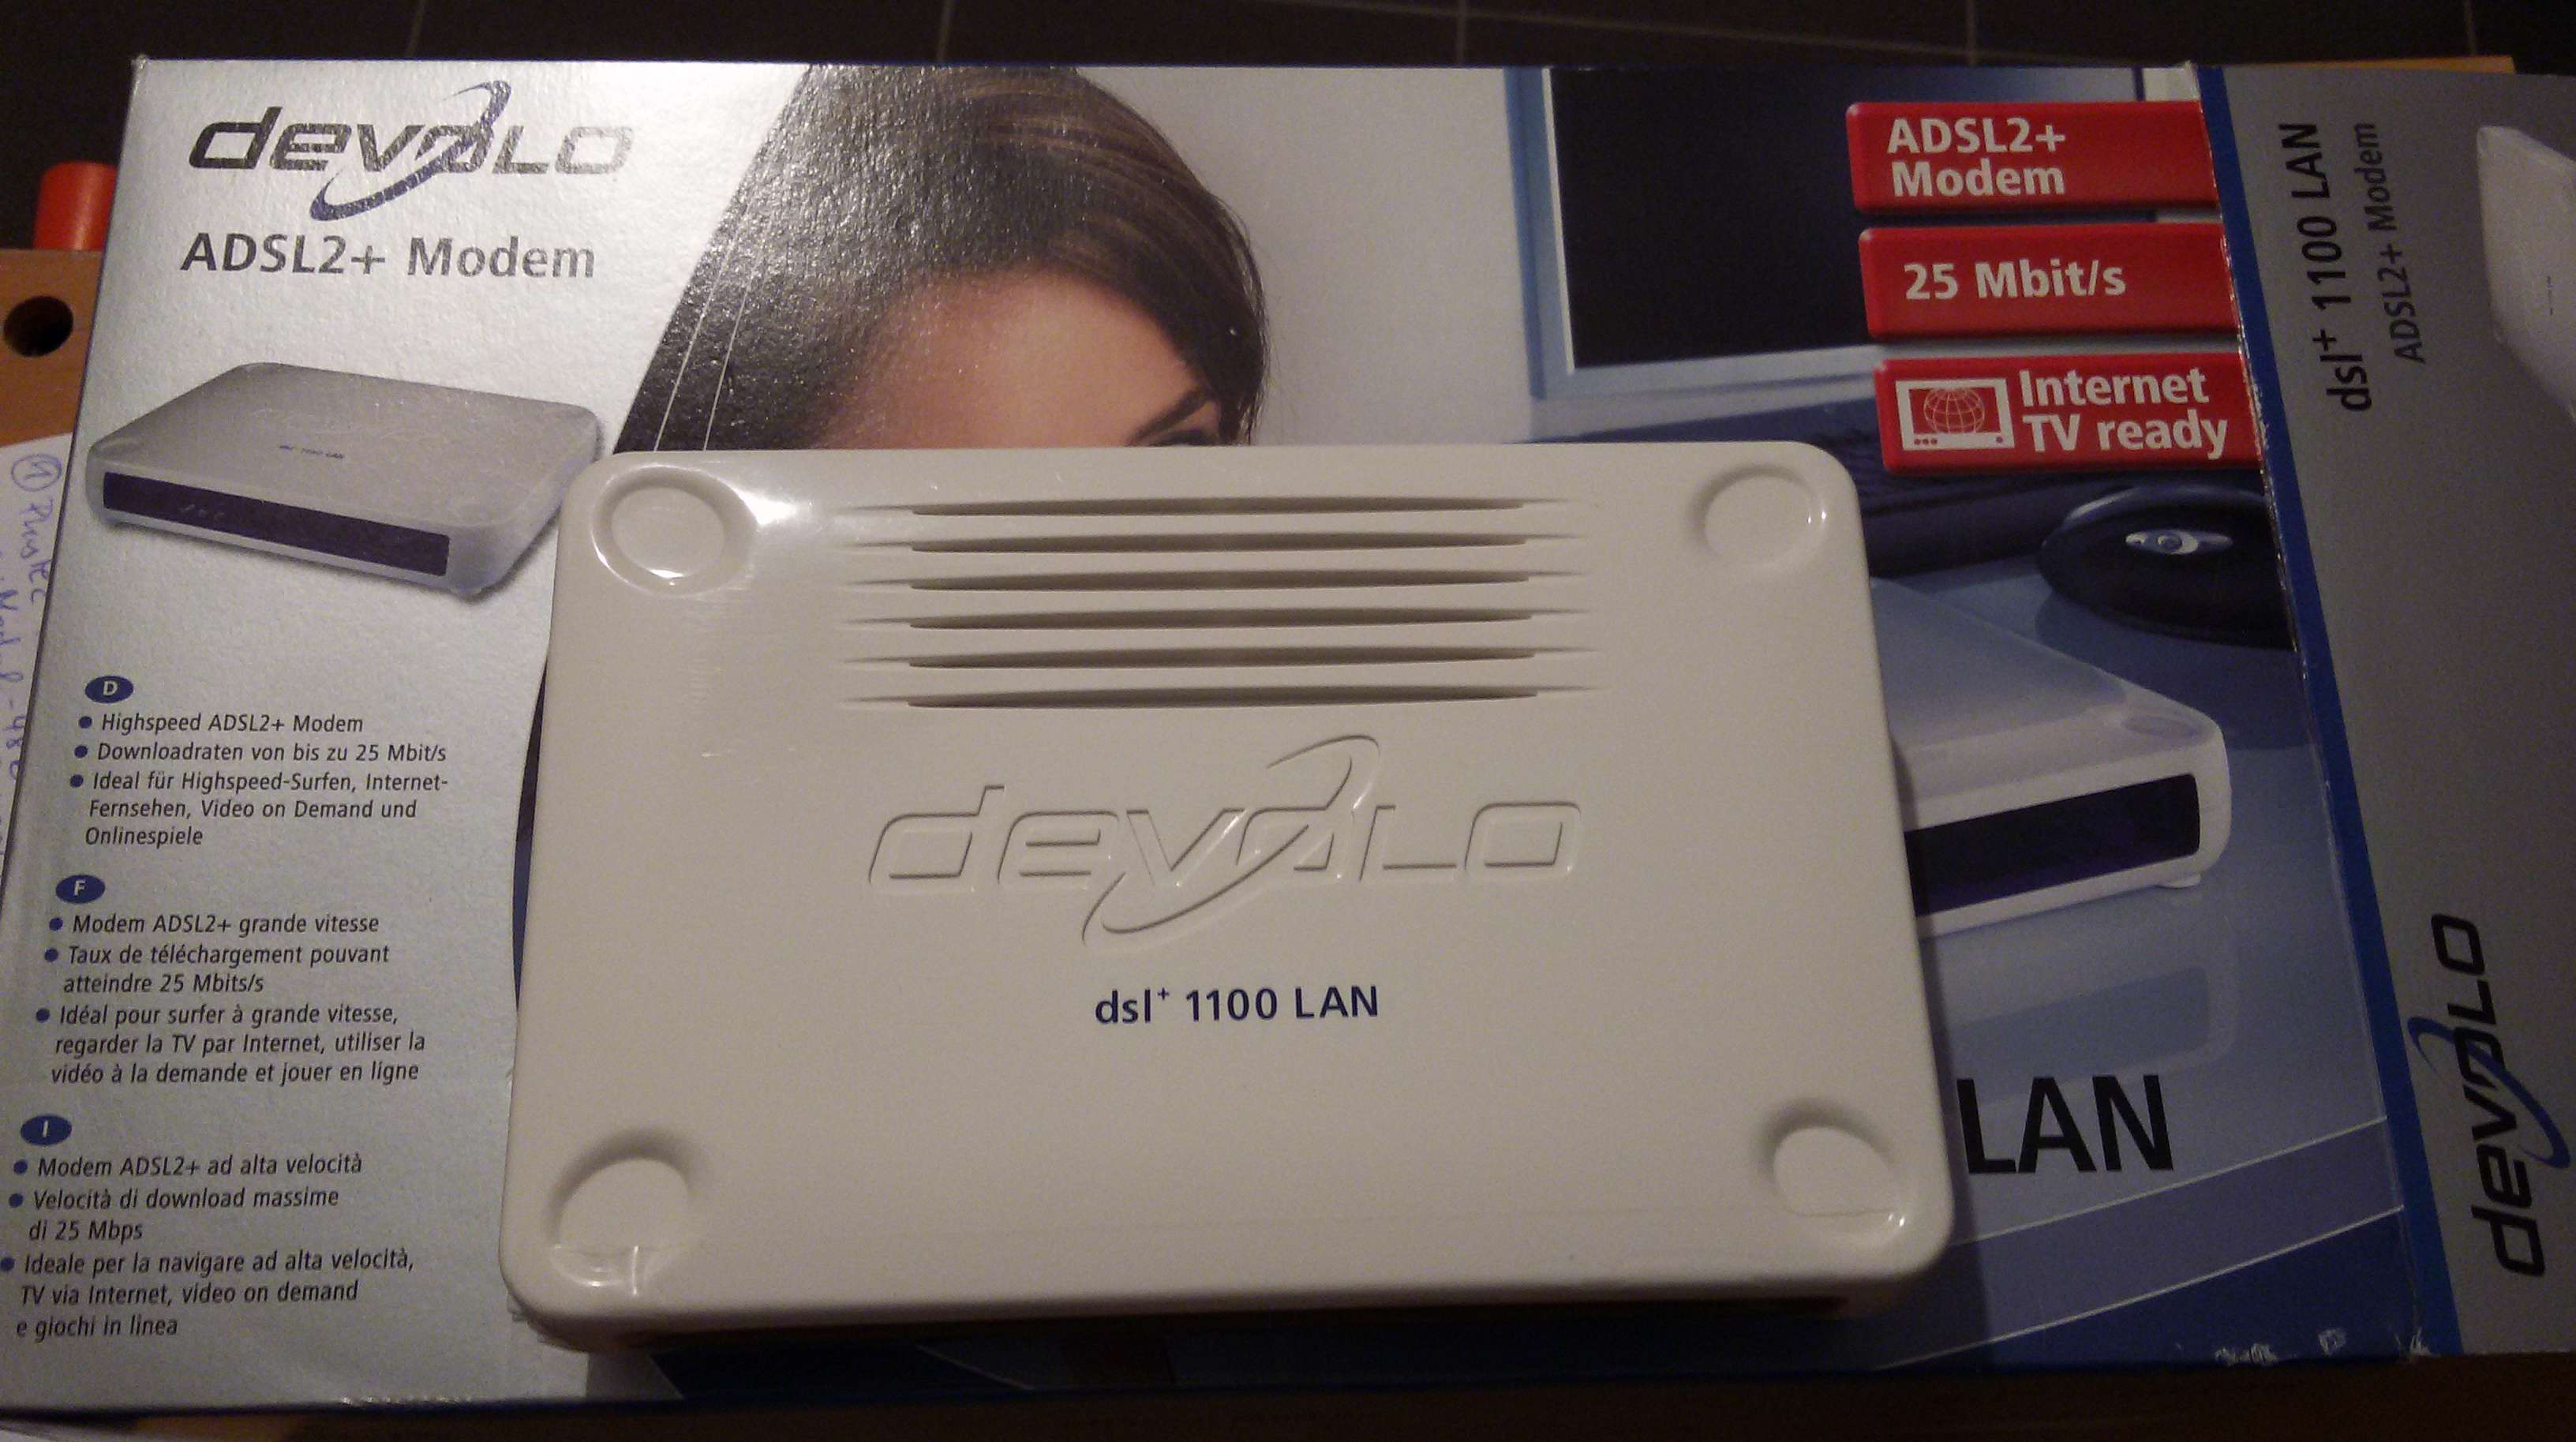 devolo
ADSL2+ Modem
D
Highspeed ADSL2+ Modem
Downloadraten von bis zu 25 Mbit/s
Ideal für Highspeed-Surfen, Internet-
Fernsehen, Video on Demand und
Onlinespiele
F
Modem ADSL2+ grande vitesse
Taux de téléchargement pouvant
atteindre 25 Mbits/s
Idéal pour surfer à grande vitesse,
regarder la TV par Internet, utiliser la
vidéo à la demande et jouer en ligne
I
Modem ADSL2+ ad alta velocità
Velocità di download massime
di 25 Mbps
Ideale per la navigare ad alta velocità,
TV via Internet, video on demand
e giochi in linea
devolo
dsl+ 1100 LAN
ADSL2+
Modem
25 Mbit/s
Internet
TV ready
LAN
dsl+ 1100 LAN
ADSL2+ Modem
devolo